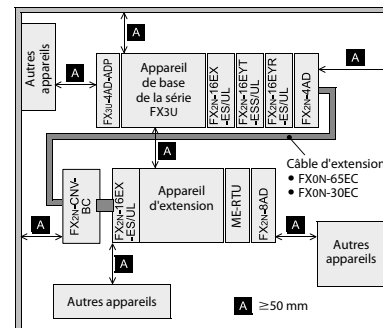 A
Autres
appareils
A
FX3U-4AD-ADP
Appareil
de base
de la série
FX3U
FX2N-16EX
-ES/UL
FX2N-16EYT
-ESS/UL
FX2N-16EYR
-ES/UL
FX2N-4AD
A
A
Câble d'extension
• FX0N-65EC
• FX0N-30EC
A
FX2N-CNV-
BC
FX2N-16EX
-ES/UL
Appareil
d'extension
ME-RTU
FX2N-8AD
A
Autres
appareils
A
Autres appareils
A ≥50 mm